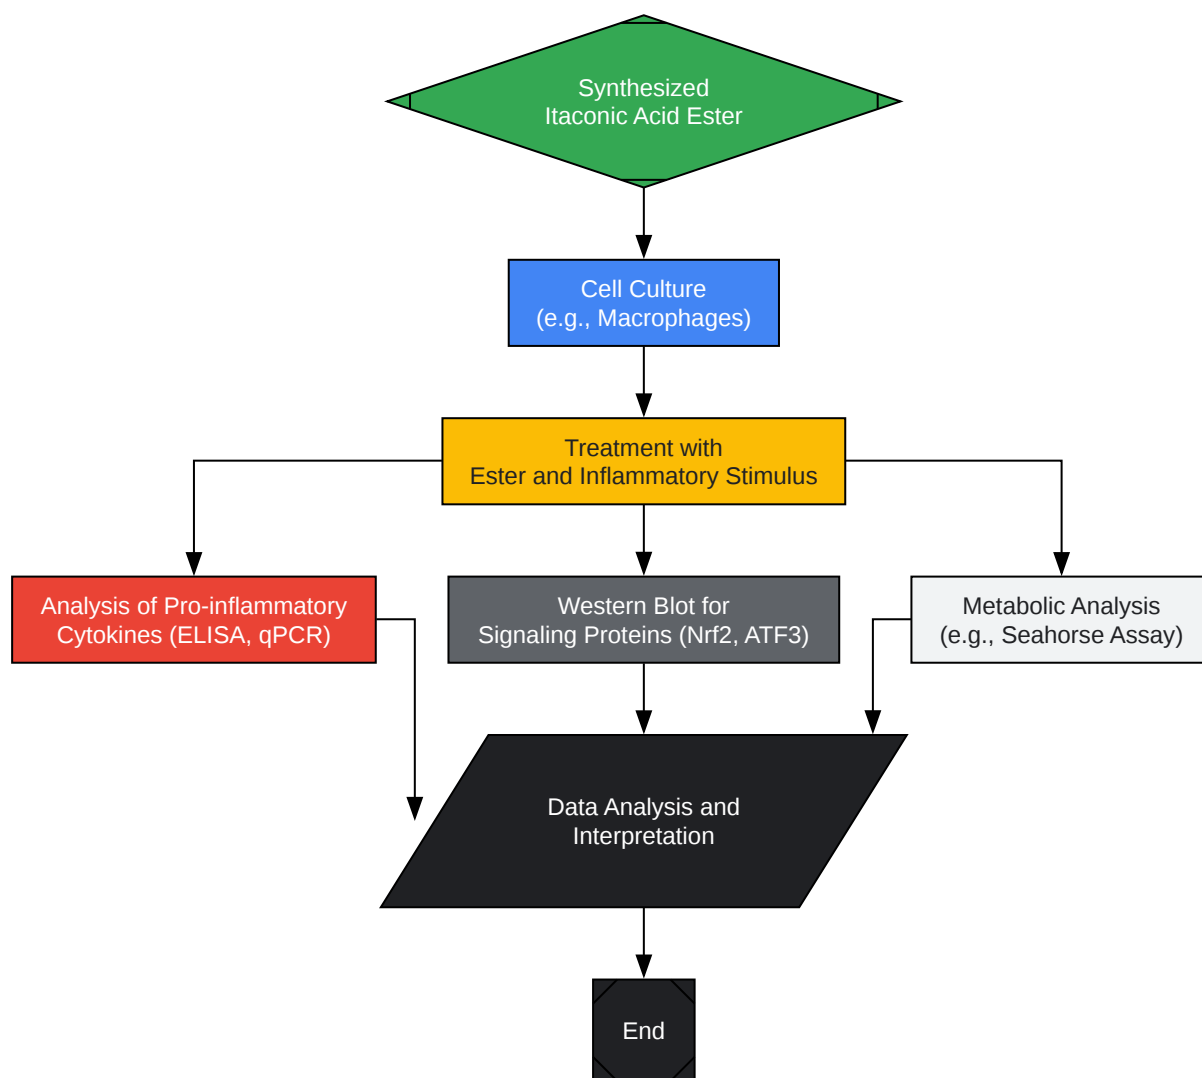 Synthesized
Itaconic Acid Ester
Cell Culture
(e.g., Macrophages)
Treatment with
Ester and Inflammatory Stimulus
Analysis of Pro-inflammatory
Cytokines (ELISA, qPCR)
Western Blot for
Signaling Proteins (Nrf2, ATF3)
Metabolic Analysis
(e.g., Seahorse Assay)
Data Analysis and
Interpretation
End